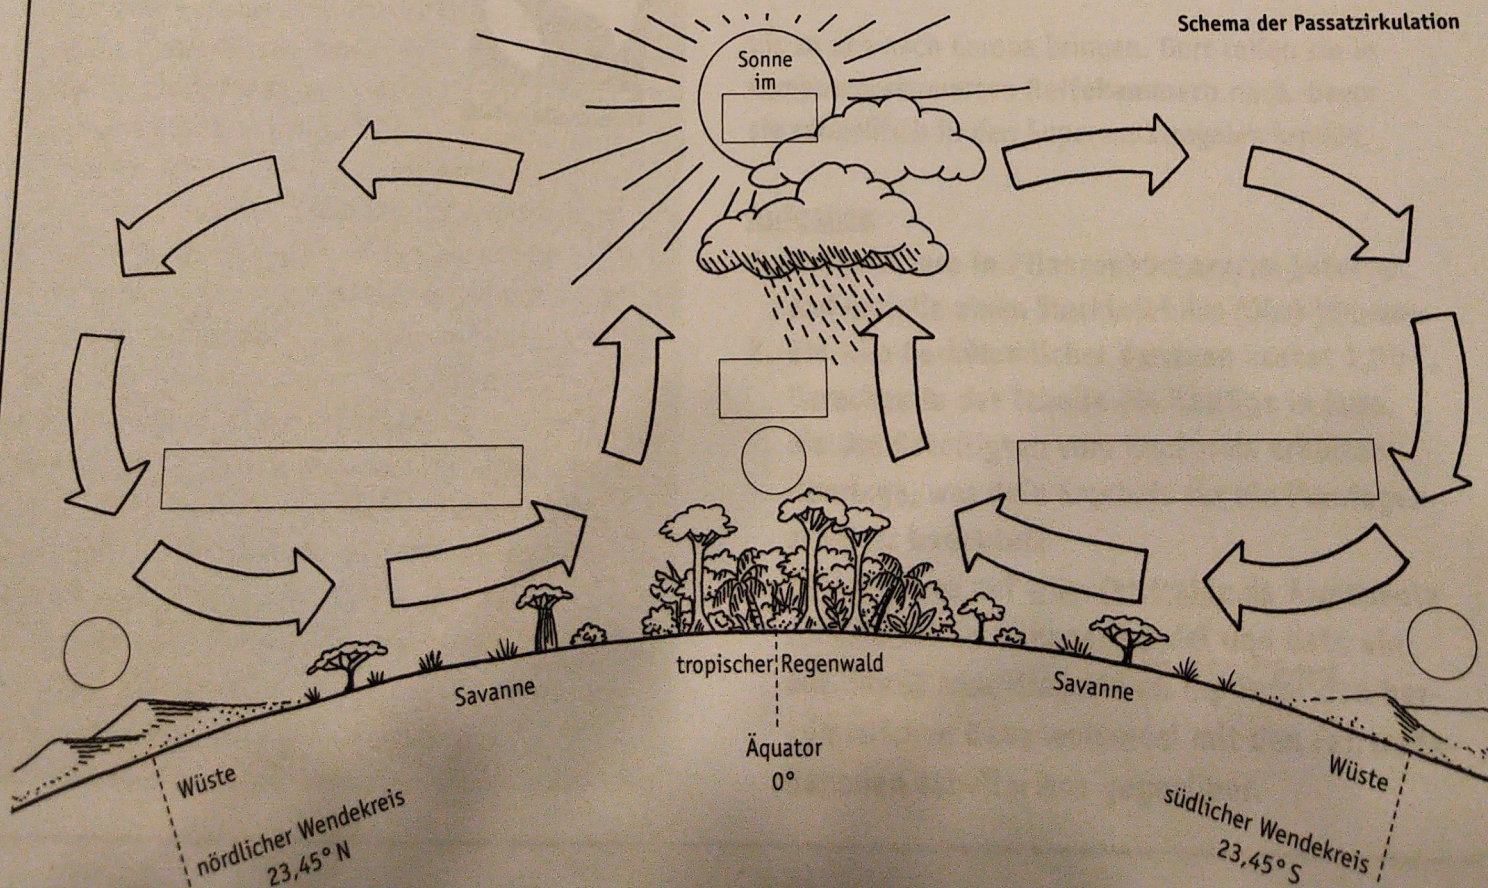 Schema der Passatzirkulation
Sonne
im
tropischer Regenwald
Savanne
Savanne
Äquator
0°
Wüste
Wüste
nördlicher Wendekreis
23,45° N
südlicher Wendekreis
23,45° S